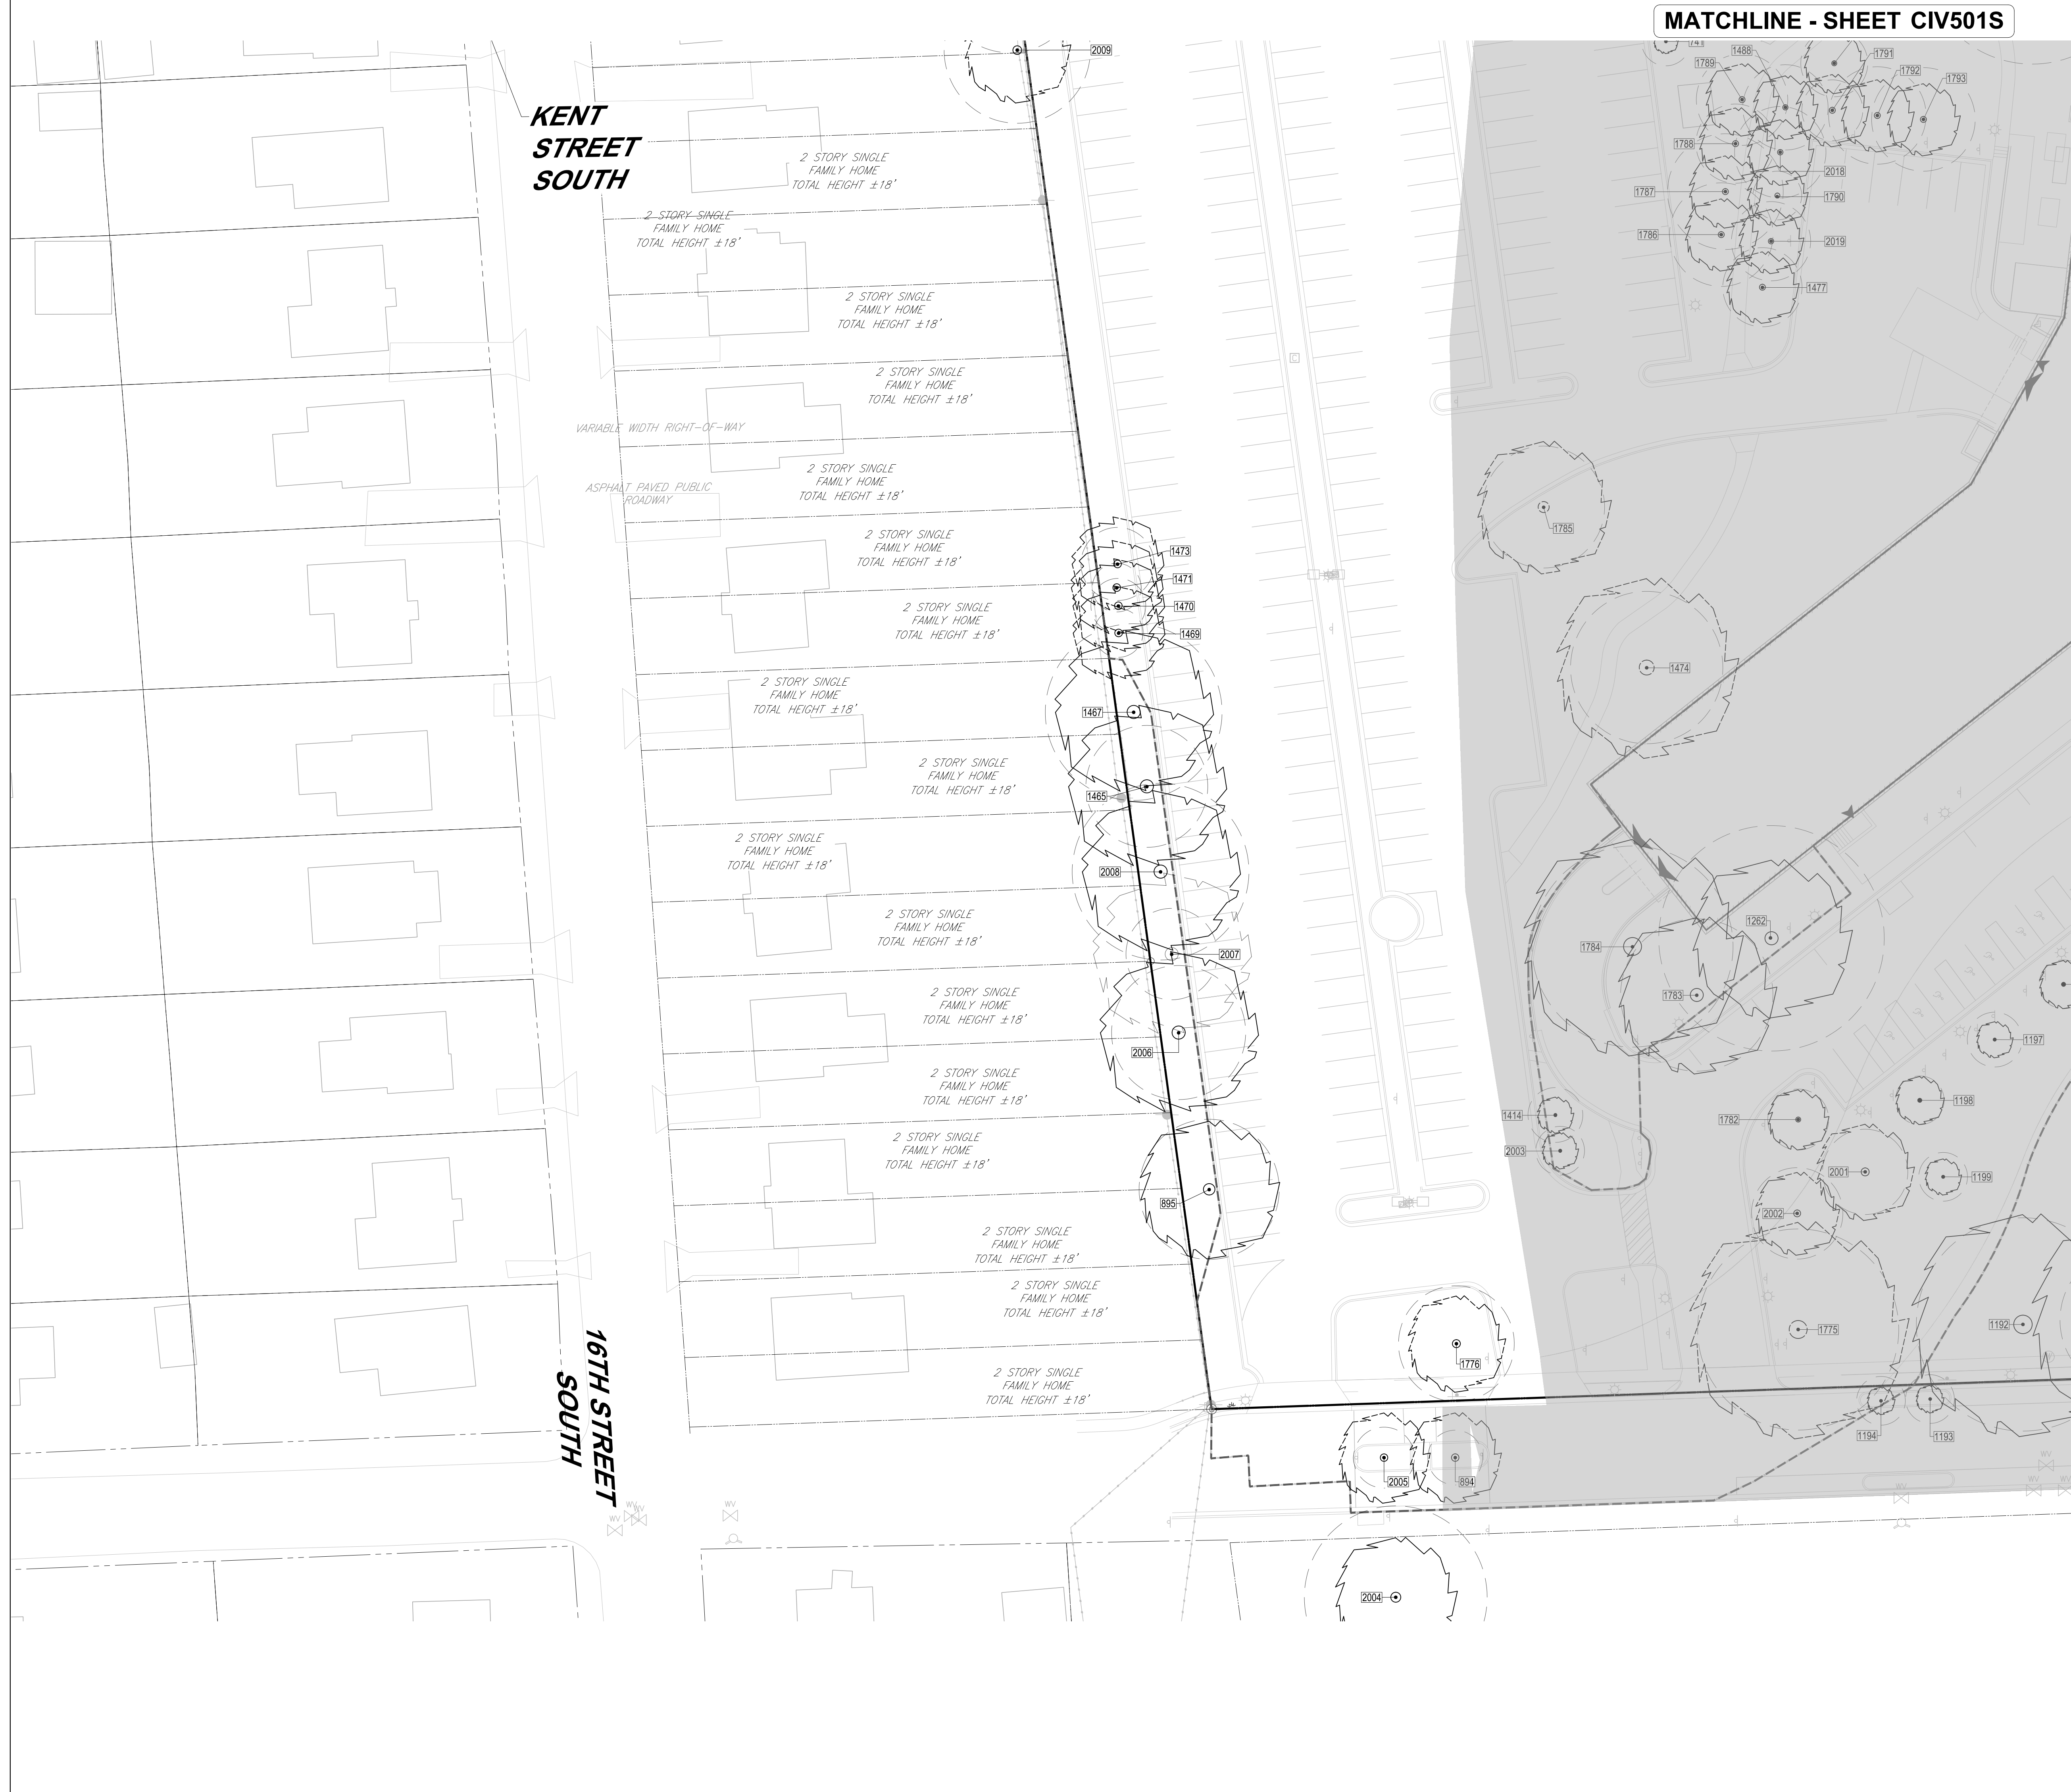 MATCHLINE - SHEET CIV501S
2009
1488
1791
1789
1792
1793
KENT
STREET
SOUTH
1788
2018
2 STORY SINGLE
FAMILY HOME
TOTAL HEIGHT ±18'
1787
1790
2 STORY SINGLE
FAMILY HOME
TOTAL HEIGHT ±18'
1786
2019
1477
2 STORY SINGLE
FAMILY HOME
TOTAL HEIGHT ±18'
C
2 STORY SINGLE
FAMILY HOME
TOTAL HEIGHT ±18'
VARIABLE WIDTH RIGHT-OF-WAY
2 STORY SINGLE
FAMILY HOME
TOTAL HEIGHT ±18'
ASPHALT PAVED PUBLIC
ROADWAY
1785
2 STORY SINGLE
FAMILY HOME
TOTAL HEIGHT ±18'
1473
1471
1470
2 STORY SINGLE
FAMILY HOME
TOTAL HEIGHT ±18'
1469
1474
2 STORY SINGLE
FAMILY HOME
TOTAL HEIGHT ±18'
1467
2 STORY SINGLE
FAMILY HOME
TOTAL HEIGHT ±18'
1465
2 STORY SINGLE
FAMILY HOME
TOTAL HEIGHT ±18'
2008
2 STORY SINGLE
FAMILY HOME
TOTAL HEIGHT ±18'
1262
1784
2007
1783
2 STORY SINGLE
FAMILY HOME
TOTAL HEIGHT ±18'
2006
1197
2 STORY SINGLE
FAMILY HOME
TOTAL HEIGHT ±18'
1198
1414
1782
2 STORY SINGLE
FAMILY HOME
TOTAL HEIGHT ±18'
2003
2001
1199
895
2002
2 STORY SINGLE
FAMILY HOME
TOTAL HEIGHT ±18'
2 STORY SINGLE
FAMILY HOME
TOTAL HEIGHT ±18'
1192
1775
1776
2 STORY SINGLE
FAMILY HOME
TOTAL HEIGHT ±18'
16TH STREET
SOUTH
1194
1193
2005
894
WV
WV
WV
WV
WV
WV
WV
WV
2004